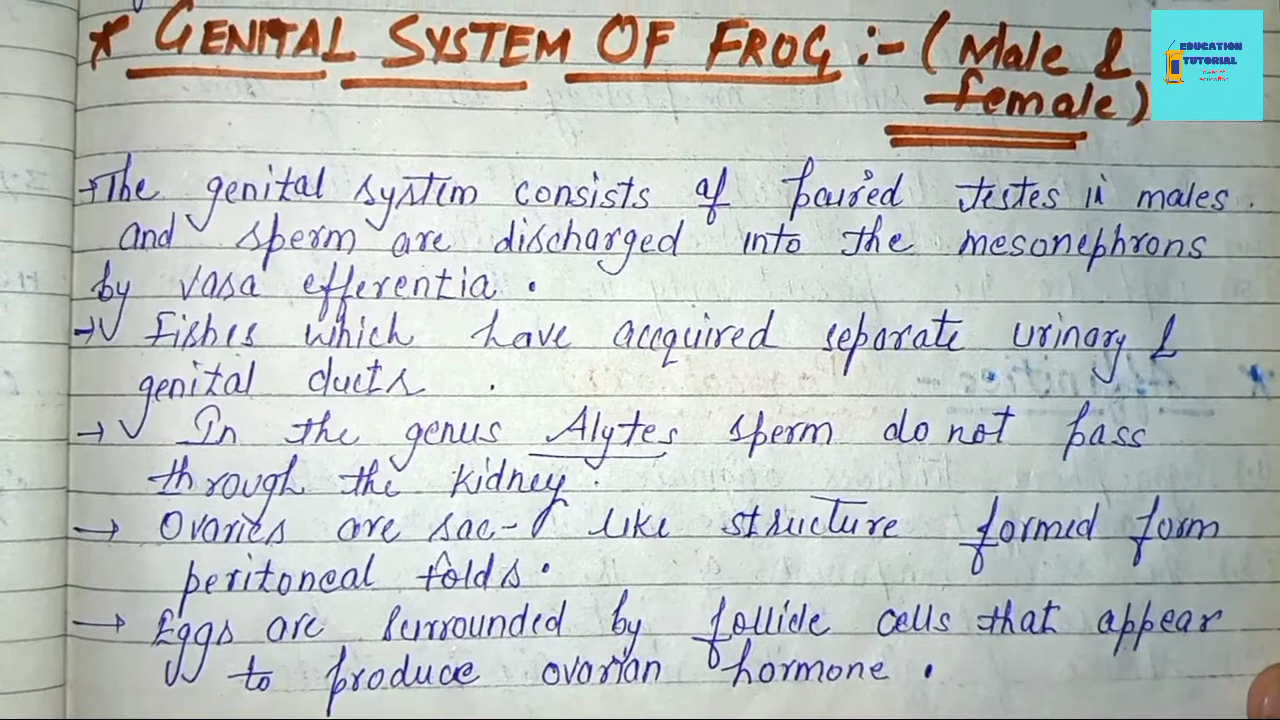 * GENITAL SYSTEM OF FROG :- (Male &
female)
EDUCATION
TUTORIAL
education
→ The genital system consists of paired testes in males.
and sperm are discharged into the mesonephrons
by vasa efferentia.
→ Fishes which have accquired seperate urinary &
genital ducts.
→ In the genus Alytes sperm do not pass
through the kidney.
→ Ovaries are sac-like structure formed form
peritoneal folds.
→ Eggs are surrounded by follicle cells that appear
to produce ovarian hormone.